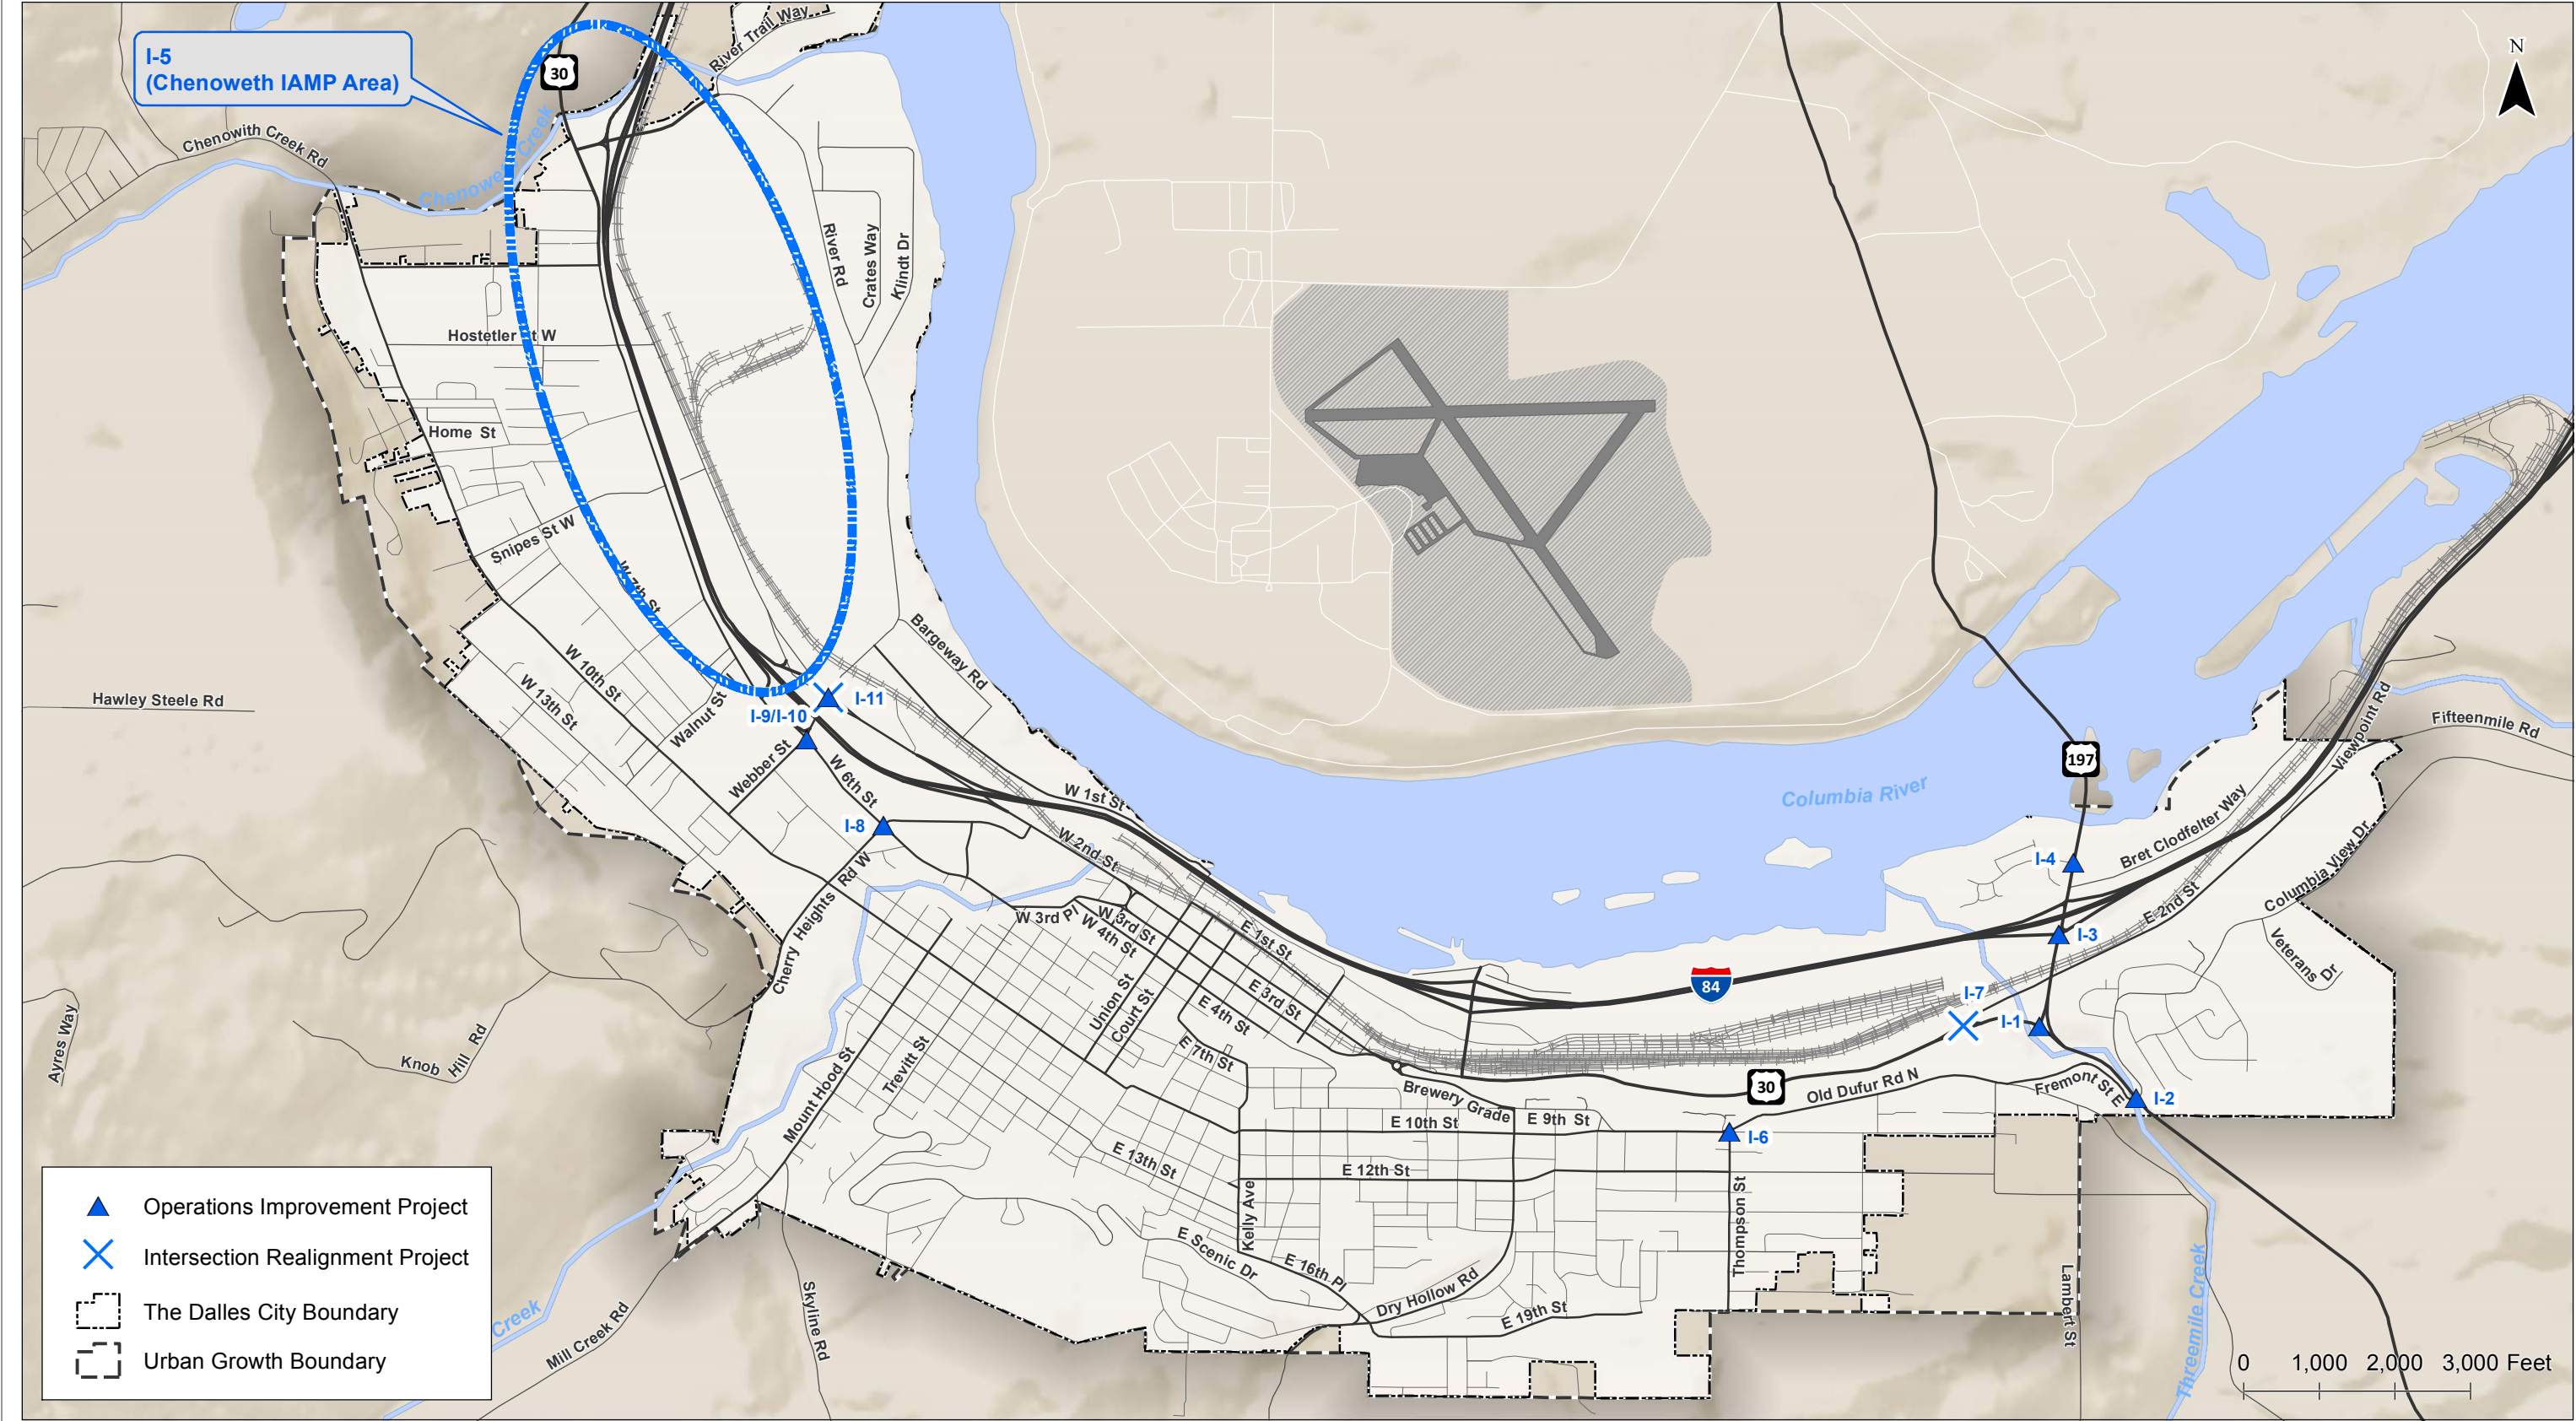 I-5
(Chenoweth IAMP Area)
30
River Trail Way
N
Chenowith Creek Rd
Chenoweth Creek
River Rd
Crates Way
Klindt Dr
Hostetler St W
Home St
Snipes St W
W 7th St
Bargeway Rd
W 10th St
W 13th St
Hawley Steele Rd
Walnut St
I-11
I-9/I-10
Webber St
W 6th St
W 1st St
I-8
W 2nd St
Cherry Heights Rd W
Columbia River
197
Viewpoint Rd
Fifteenmile Rd
Bret Clodfelter Way
I-4
Columbia View Dr
E 2nd St
I-3
Veterans Dr
W 3rd Pl
W 3rd St
W 4th St
E 1st St
Union St
Court St
E 3rd St
E 4th St
E 7th St
84
I-7
I-1
Ayres Way
Knob Hill Rd
Mount Hood St
Trevitt St
Brewery Grade
30
Old Dufur Rd N
Fremont St E
I-2
E 10th St
E 9th St
I-6
E 13th St
E 12th St
Kelly Ave
Thompson St
E Scenic Dr
E 16th Pl
Dry Hollow Rd
E 19th St
Lambert St
Threemile Creek
Creek
Mill Creek Rd
Skyline Rd
Operations Improvement Project
Intersection Realignment Project
The Dalles City Boundary
Urban Growth Boundary
0 1,000 2,000 3,000 Feet